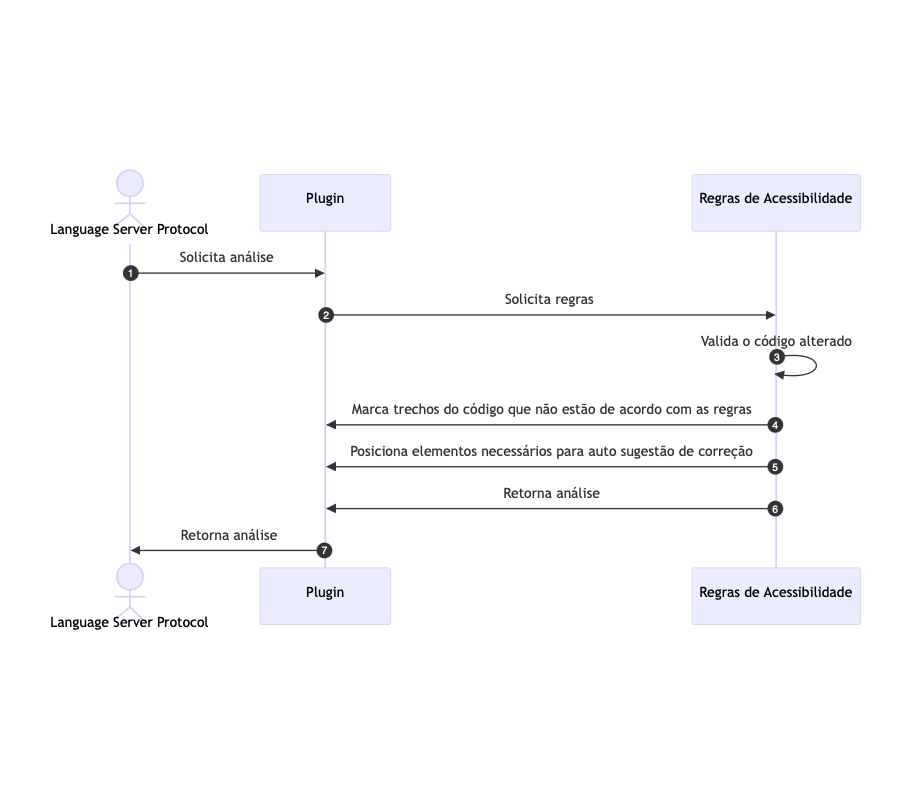 Language Server Protocol
Plugin
Regras de Acessibilidade
Solicita análise
1
Solicita regras
2
Valida o código alterado
3
Marca trechos do código que não estão de acordo com as regras
4
Posiciona elementos necessários para auto sugestão de correção
5
Retorna análise
6
Retorna análise
7
Language Server Protocol
Plugin
Regras de Acessibilidade